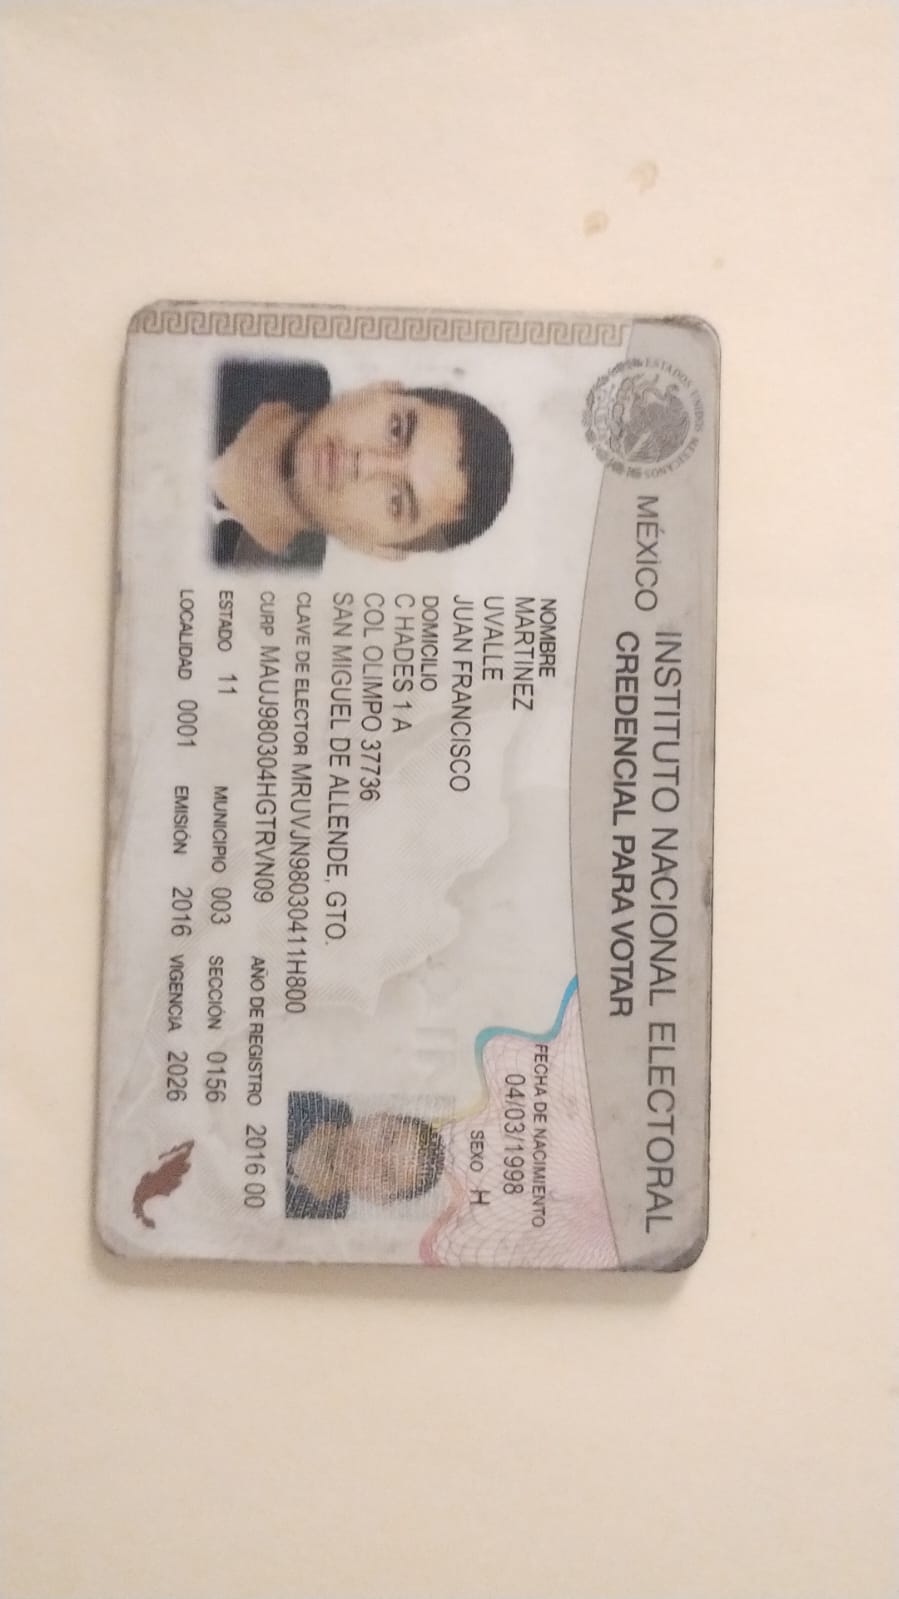 ESTADOS UNIDOS MEXICANOS
MÉXICO INSTITUTO NACIONAL ELECTORAL
CREDENCIAL PARA VOTAR
NOMBRE
MARTINEZ
UVALLE
JUAN FRANCISCO
FECHA DE NACIMIENTO
04/03/1998
SEXO H
DOMICILIO
C HADES 1 A
COL OLIMPO 37736
SAN MIGUEL DE ALLENDE, GTO.
CLAVE DE ELECTOR MRUVJN98030411H800
CURP MAUJ980304HGTRVN09 AÑO DE REGISTRO 2016 00
ESTADO 11 MUNICIPIO 003 SECCIÓN 0156
LOCALIDAD 0001 EMISIÓN 2016 VIGENCIA 2026